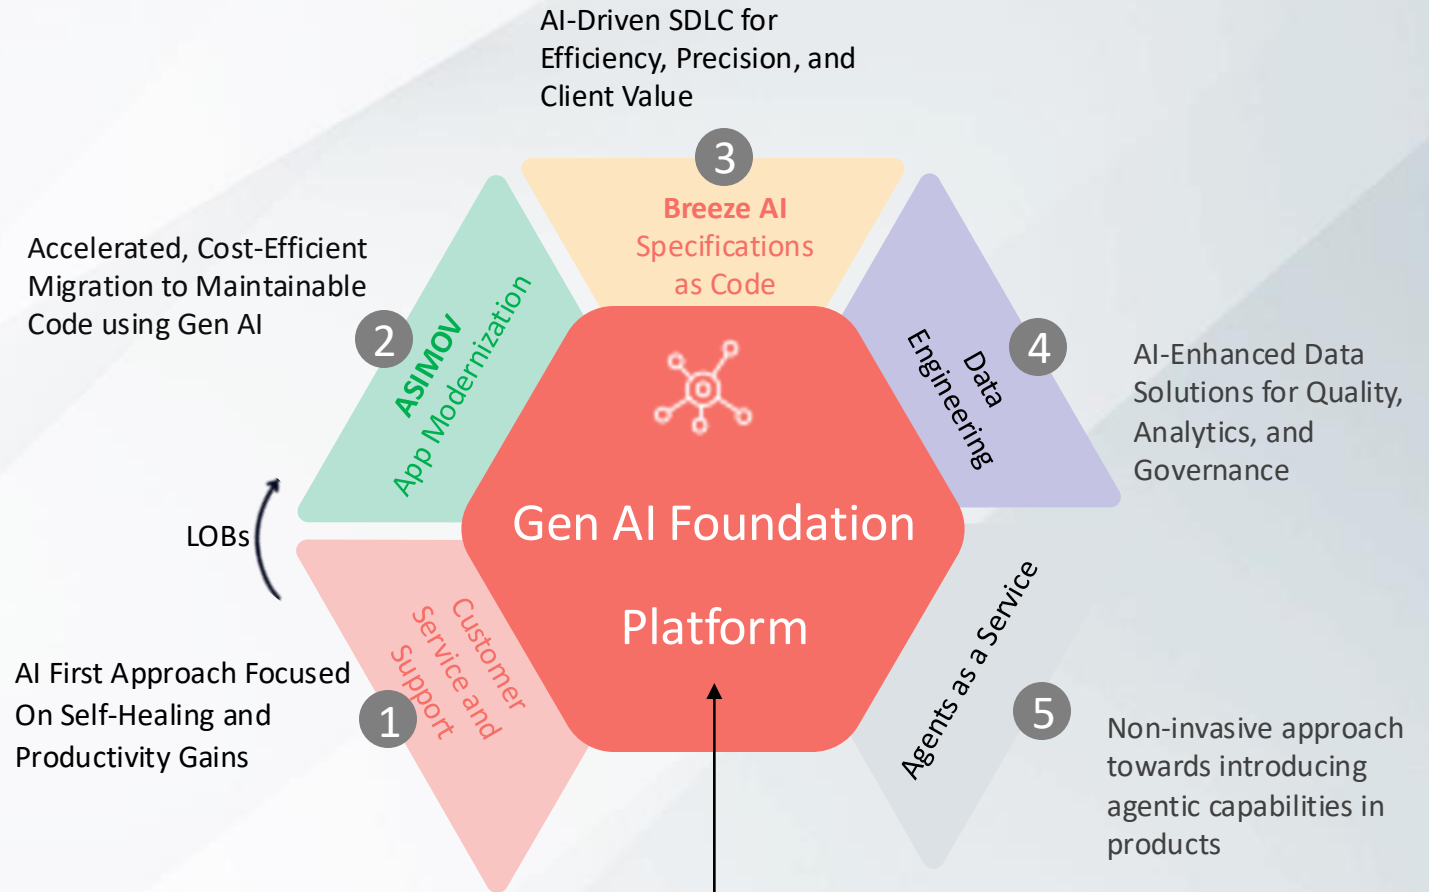 AI-Driven SDLC for
Efficiency, Precision, and
Client Value
3
Breeze AI
Specifications
as Code
Accelerated, Cost-Efficient
Migration to Maintainable
Code using Gen AI
2
ASIMOV
App Modernization
4
Data
Engineering
AI-Enhanced Data
Solutions for Quality,
Analytics, and
Governance
LOBs
Gen AI Foundation
Platform
AI First Approach Focused
On Self-Healing and
Productivity Gains
1
Customer
Service and
Support
Agents as a Service
5
Non-invasive approach
towards introducing
agentic capabilities in
products